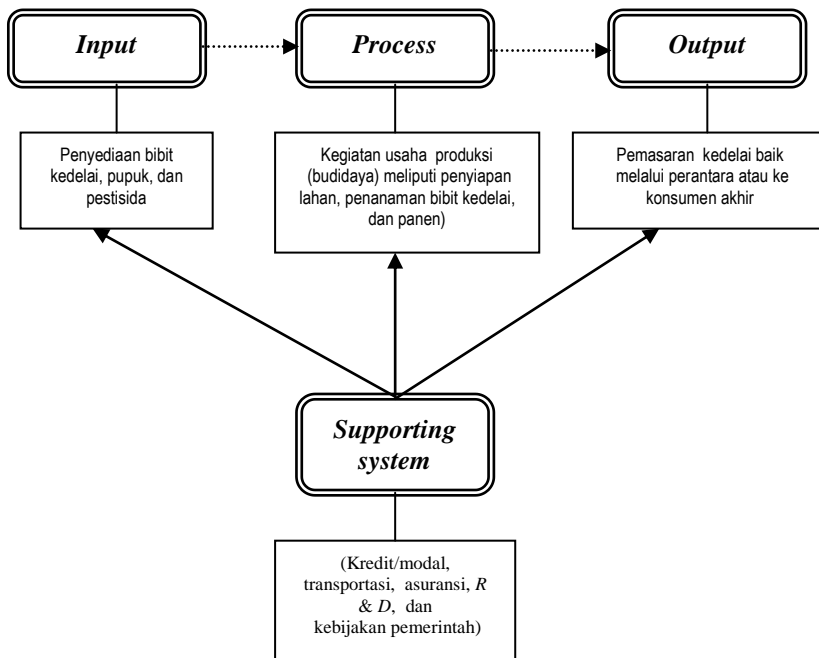 Input
Process
Output
Penyediaan bibit
kedelai, pupuk, dan
pestisida
Kegiatan usaha produksi
(budidaya) meliputi penyiapan
lahan, penanaman bibit kedelai,
dan panen)
Pemasaran kedelai baik
melalui perantara atau ke
konsumen akhir
Supporting
system
(Kredit/modal,
transportasi, asuransi, R
& D, dan
kebijakan pemerintah)